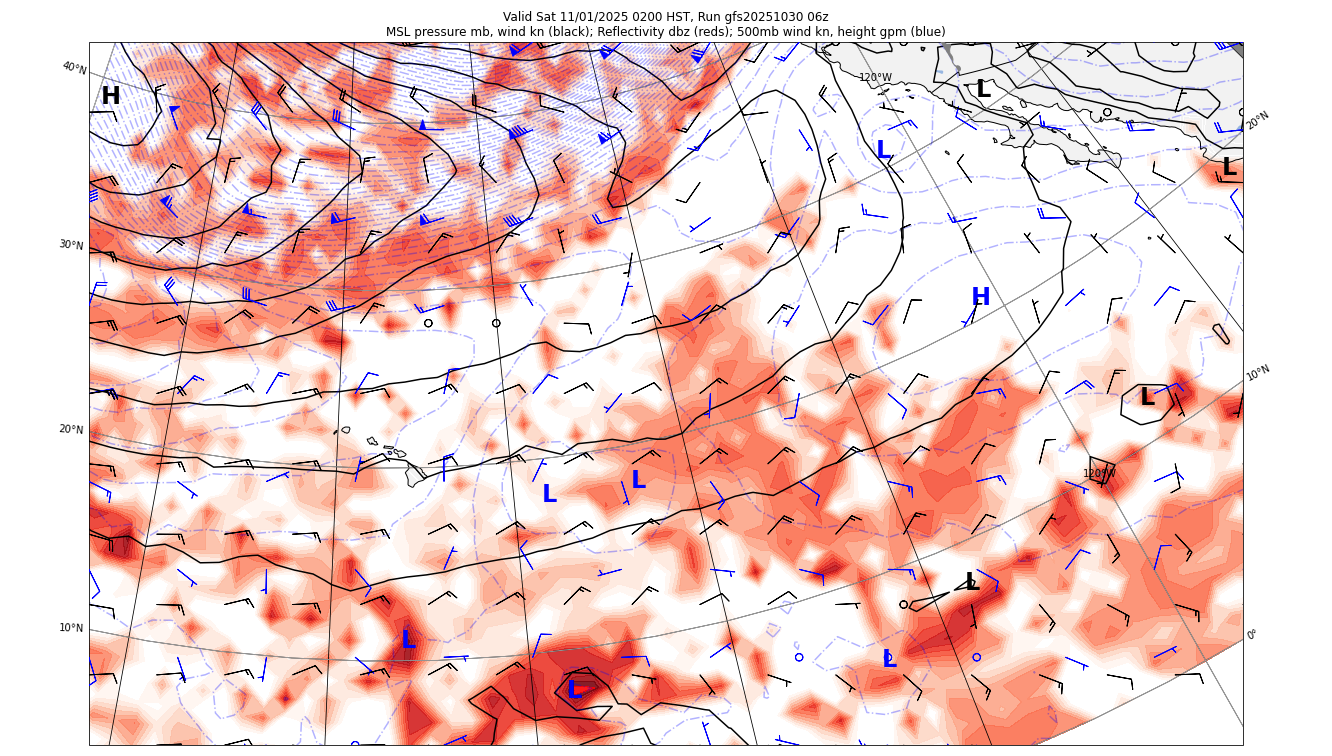 Valid Sat 11/01/2025 0200 HST, Run gfs20251030 06z
MSL pressure mb, wind kn (black); Reflectivity dbz (reds); 500mb wind kn, height gpm (blue)
40°N
120°W
H
L
20°N
L
L
30°N
H
10°N
L
20°N
120°W
L
L
L
10°N
0°
L
L
L